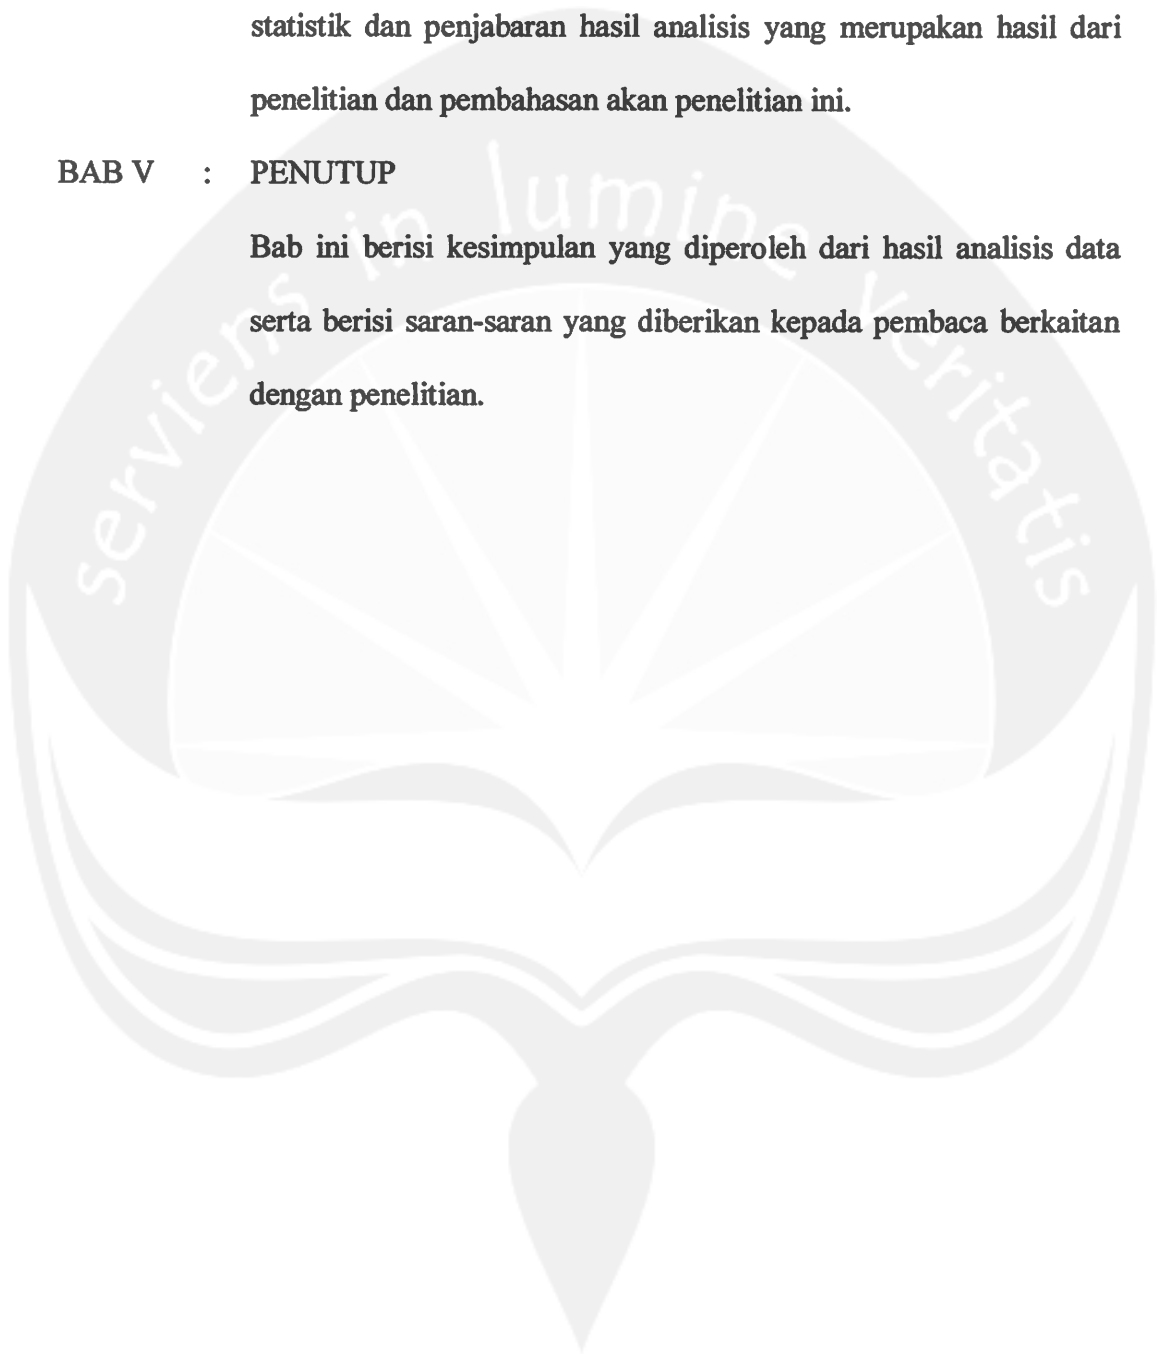 statistik dan penjabaran hasil analisis yang merupakan hasil dari
penelitian dan pembahasan akan penelitian ini.
BAB V : PENUTUP
Bab ini berisi kesimpulan yang diperoleh dari hasil analisis data
serta berisi saran-saran yang diberikan kepada pembaca berkaitan
dengan penelitian.
serviens in lumine veritatis